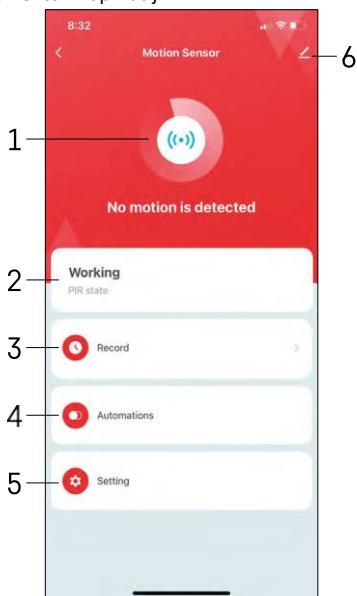 8:32
Motion Sensor
6
1
No motion is detected
2
Working
PIR state
3
Record
4
Automations
5
Setting